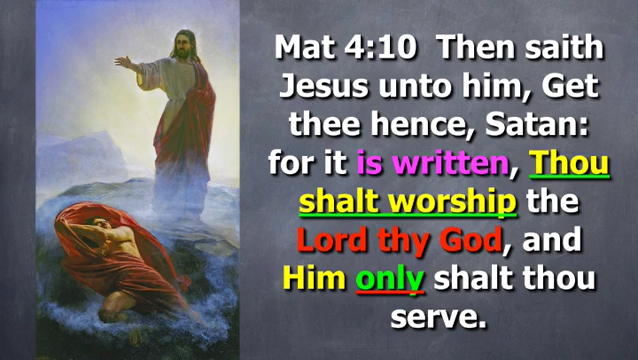 Mat 4:10  Then saith
Jesus unto him, Get
thee hence, Satan:
for it is written, Thou
shalt worship the
Lord thy God, and
Him only shalt thou
serve.